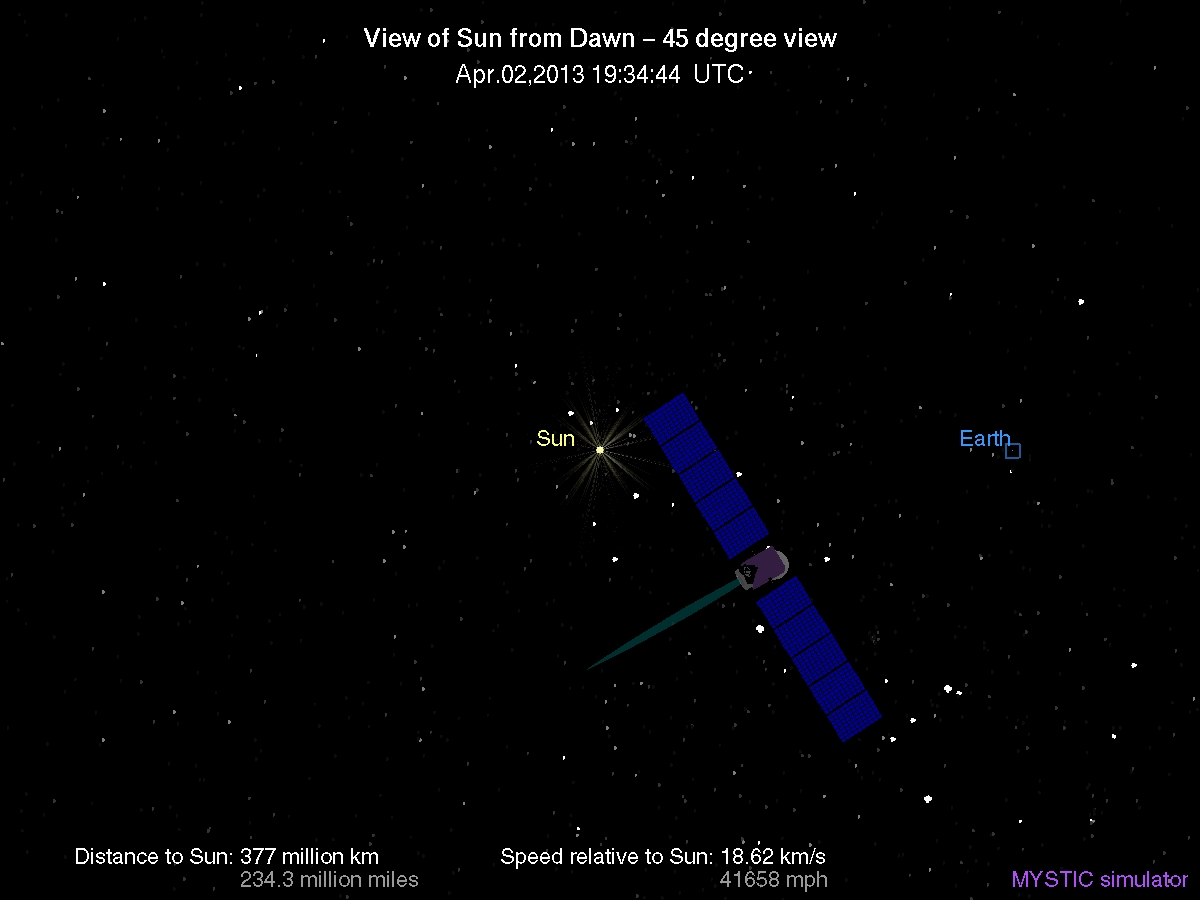 View of Sun from Dawn – 45 degree view
Apr.02,2013 19:34:44 UTC
Sun
Earth
Distance to Sun: 377 million km
234.3 million miles
Speed relative to Sun: 18.62 km/s
41658 mph
MYSTIC simulator